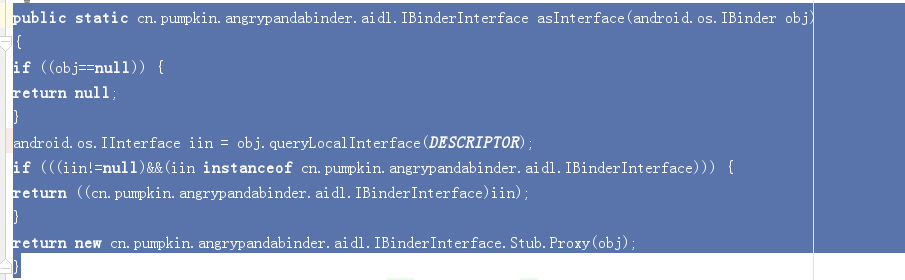 public static cn.pumpkin.angrypandabinder.aidl.IBinderInterface asInterface(android.os.IBinder obj)
{
if ((obj==null)) {
return null;
}
android.os.IInterface iin = obj.queryLocalInterface(DESCRIPTOR);
if (((iin!=null)&&(iin instanceof cn.pumpkin.angrypandabinder.aidl.IBinderInterface))) {
return ((cn.pumpkin.angrypandabinder.aidl.IBinderInterface)iin);
}
return new cn.pumpkin.angrypandabinder.aidl.IBinderInterface.Stub.Proxy(obj);
}